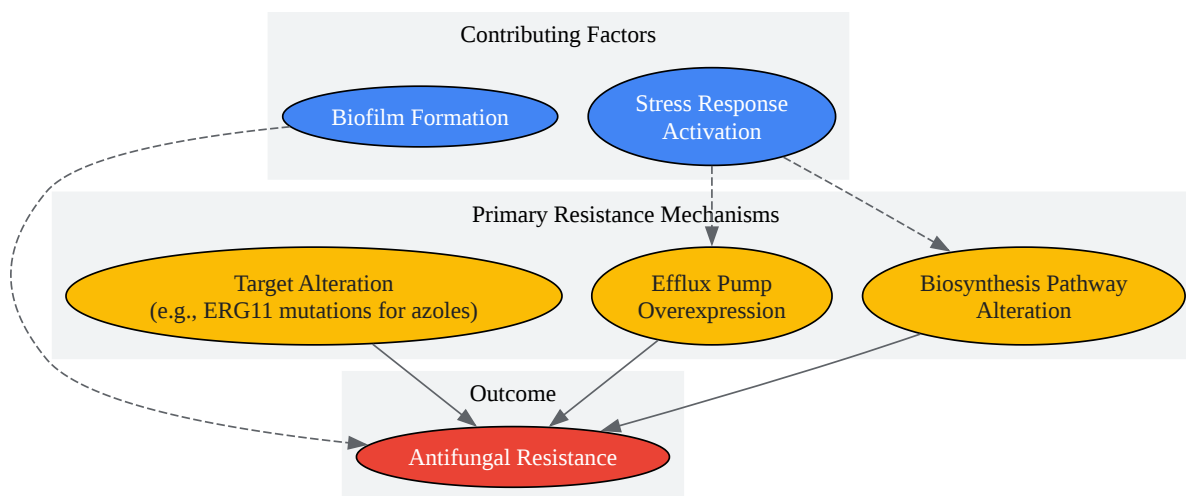 Contributing Factors
Biofilm Formation
Stress Response
Activation
Primary Resistance Mechanisms
Target Alteration
(e.g., ERG11 mutations for azoles)
Efflux Pump
Overexpression
Biosynthesis Pathway
Alteration
Outcome
Antifungal Resistance